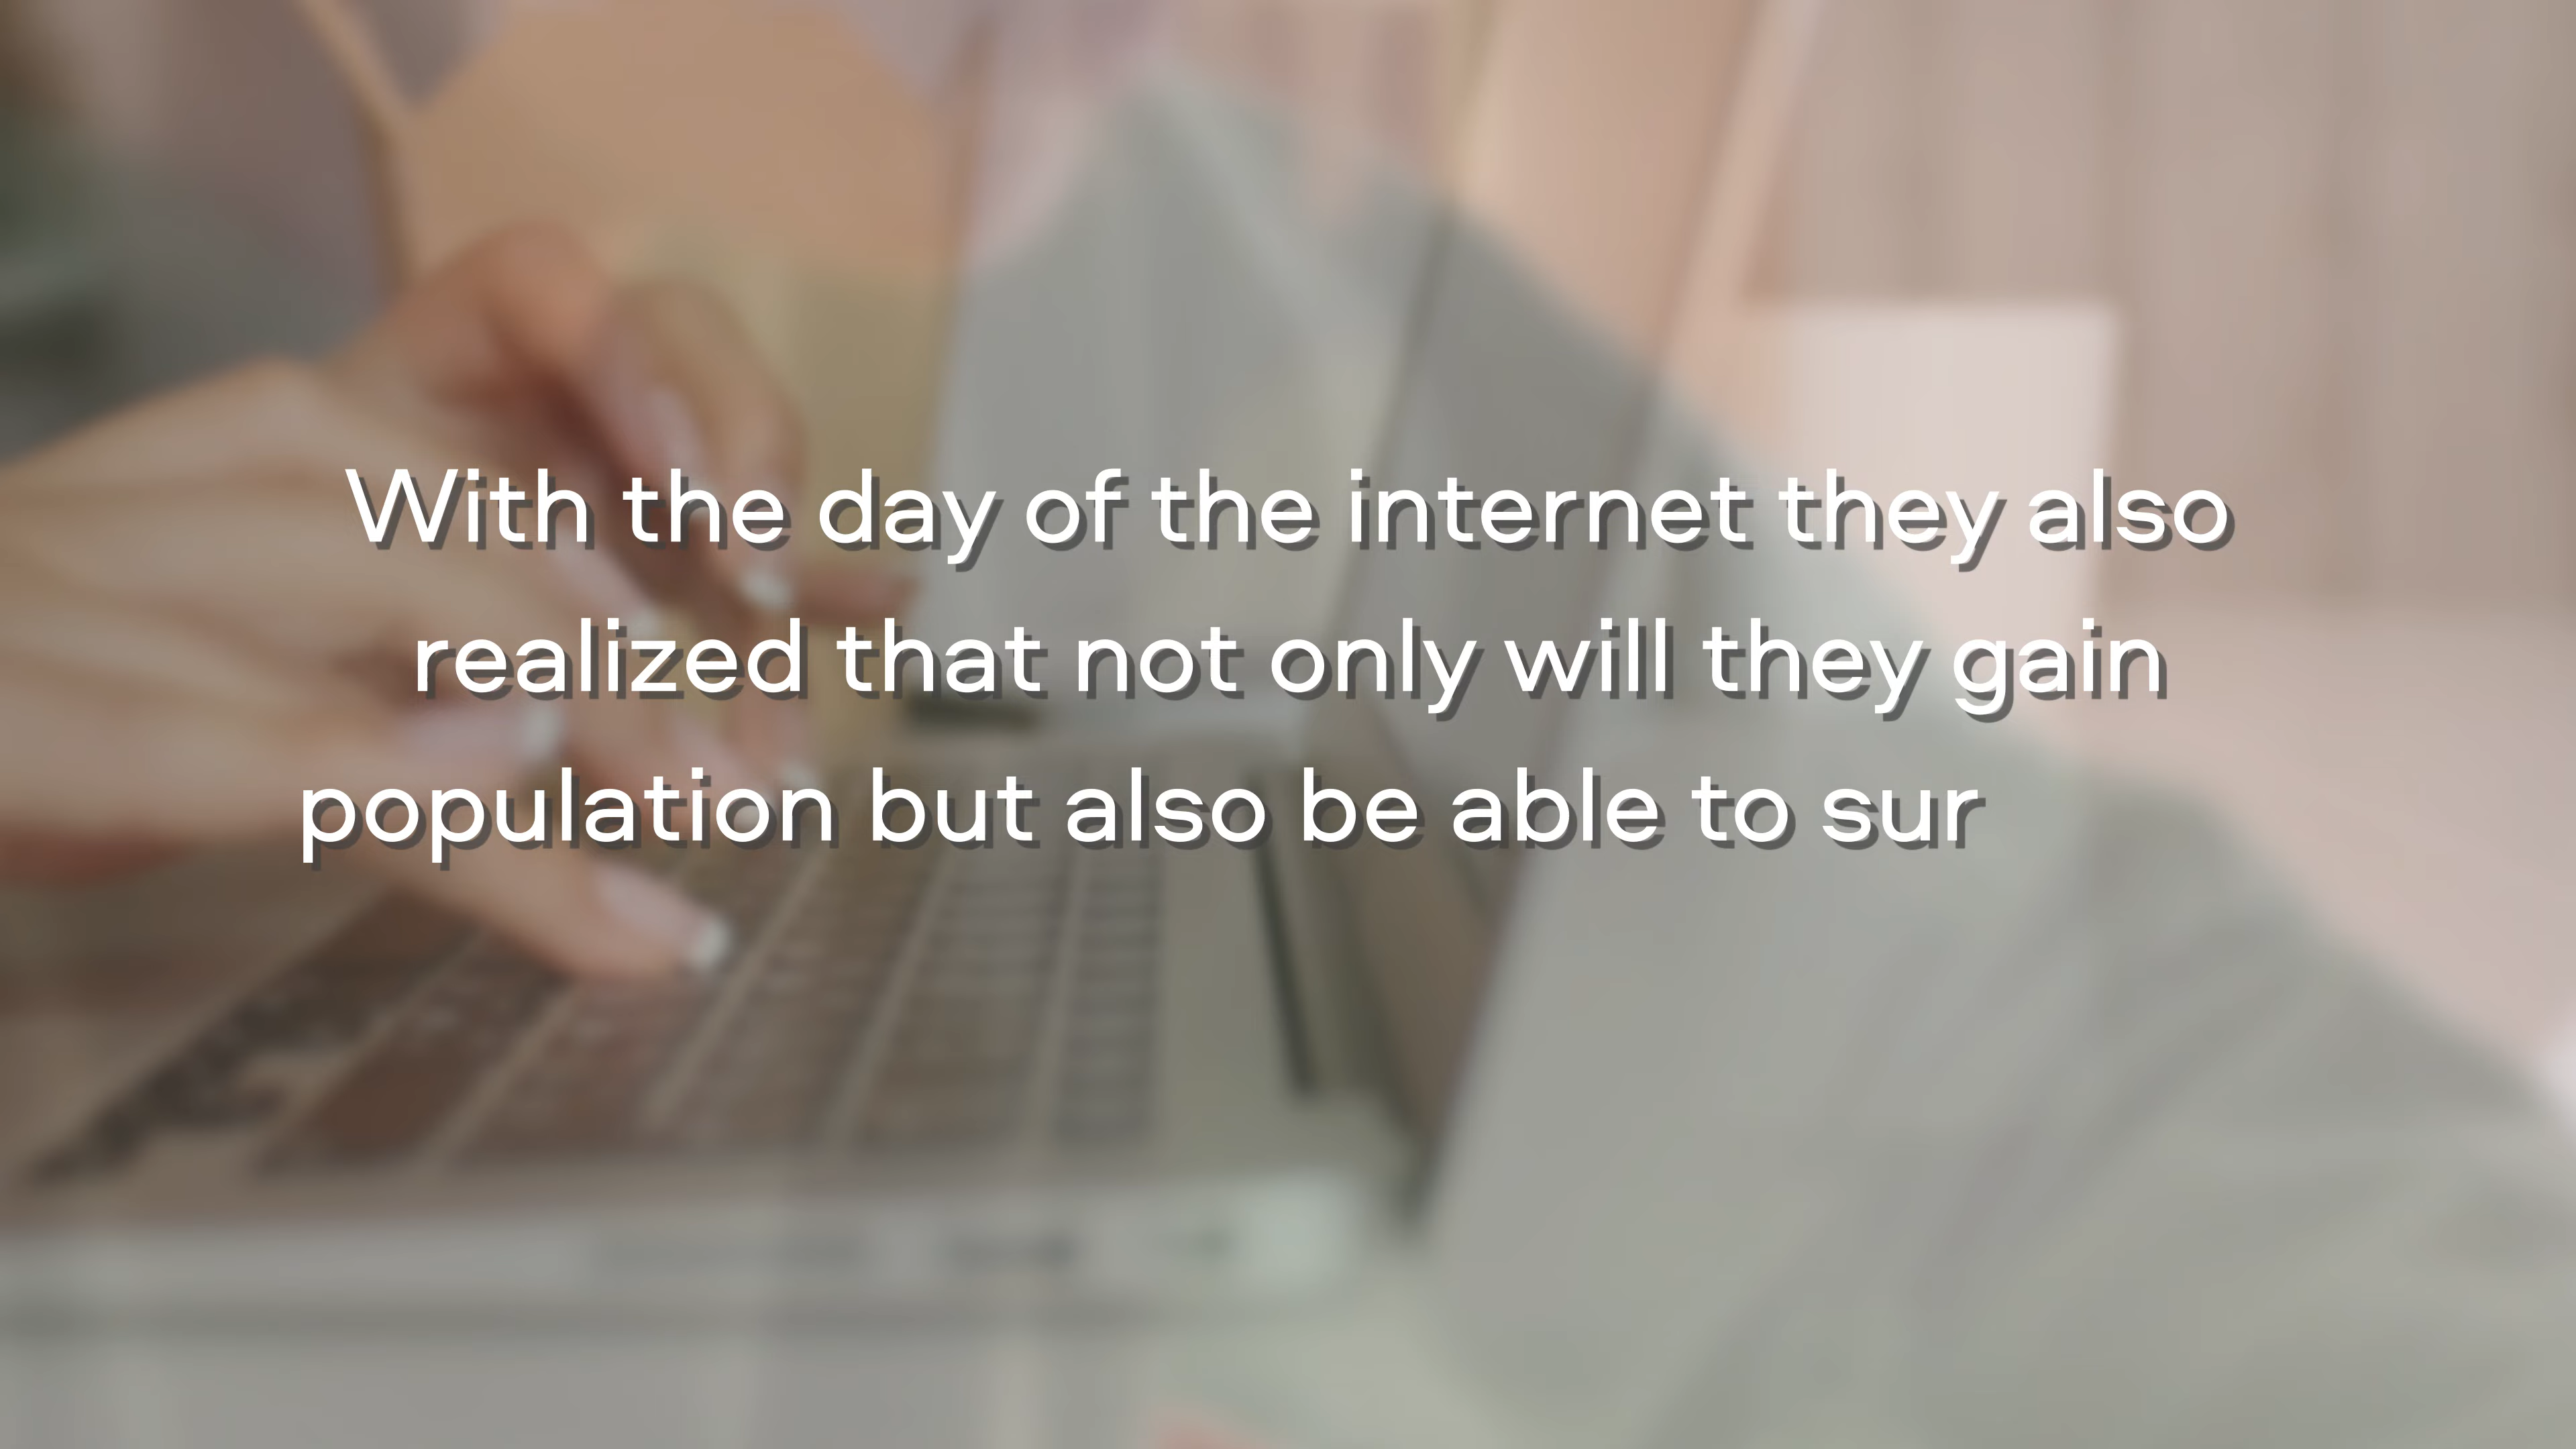 With the day of the internet they also
realized that not only will they gain
population but also be able to sur